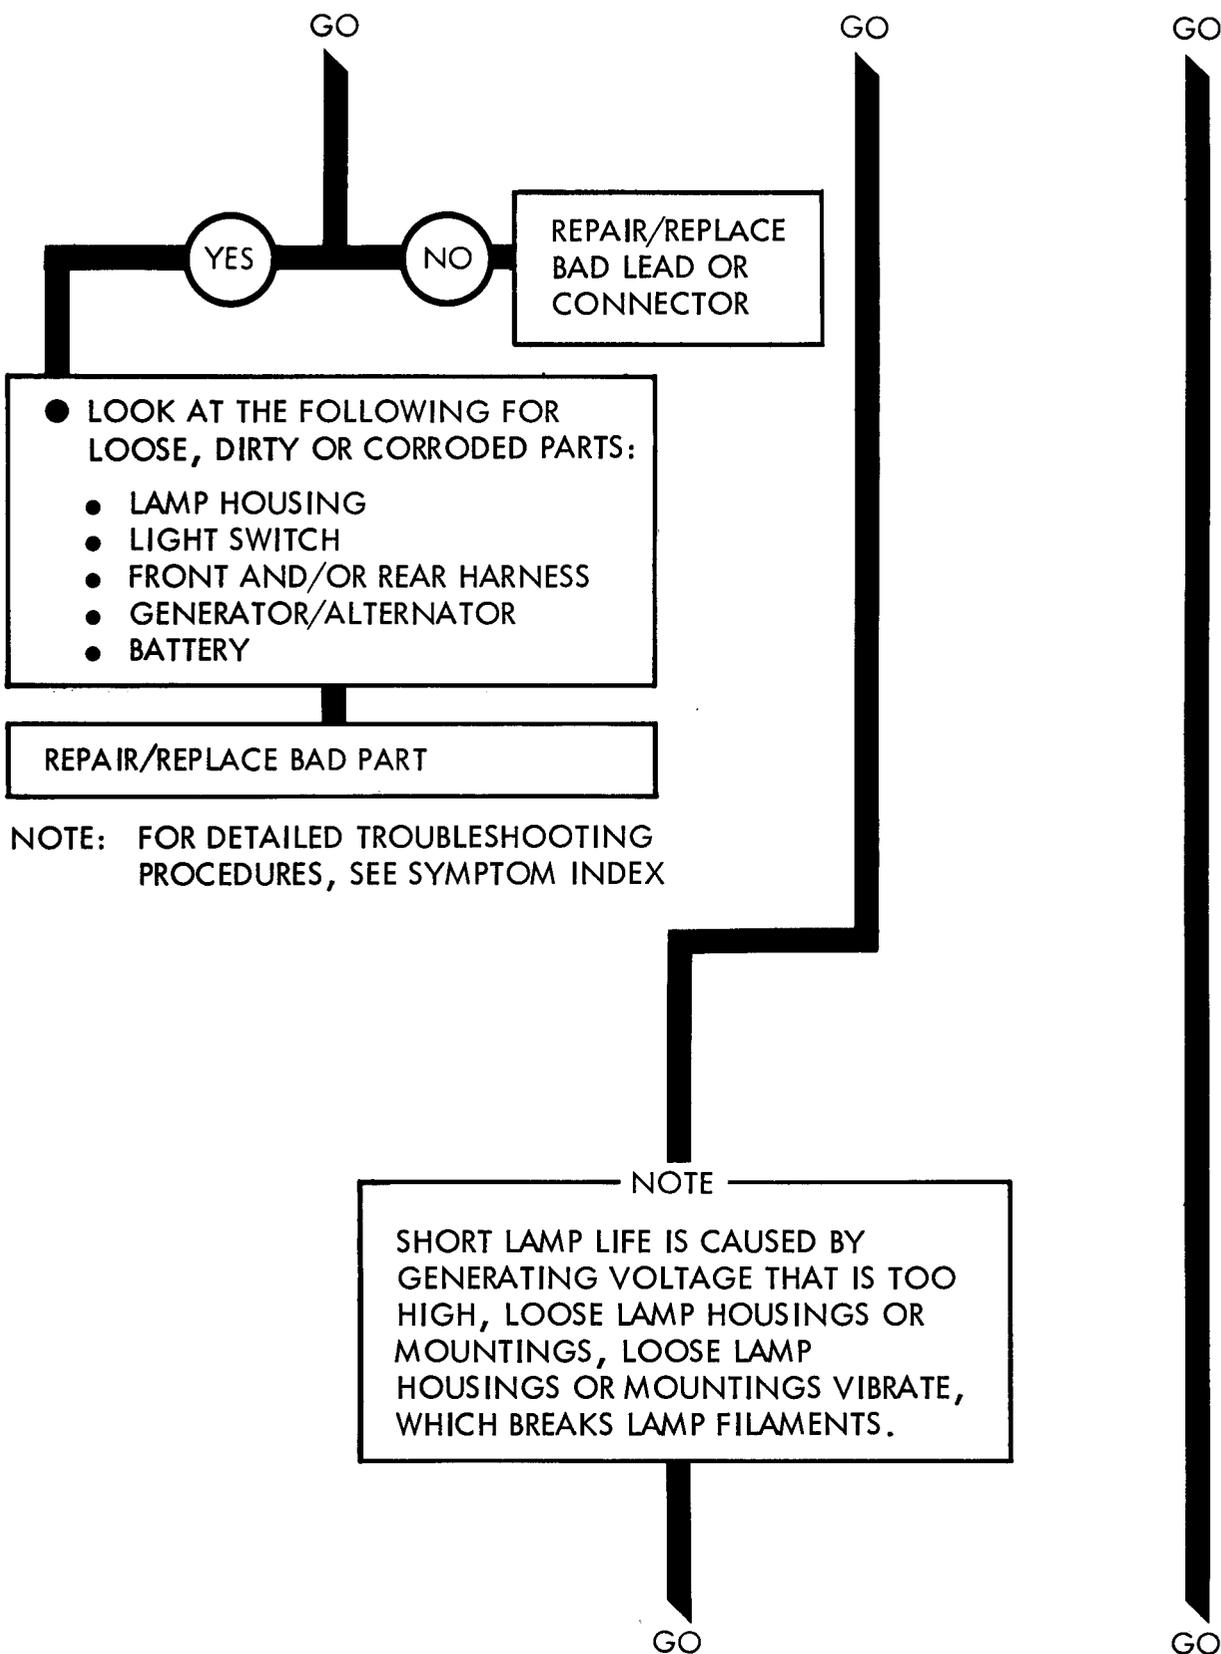 GO
GO
GO
YES
NO
REPAIR/REPLACE
BAD LEAD OR
CONNECTOR
● LOOK AT THE FOLLOWING FOR
LOOSE, DIRTY OR CORRODED PARTS:
● LAMP HOUSING
● LIGHT SWITCH
● FRONT AND/OR REAR HARNESS
● GENERATOR/ALTERNATOR
● BATTERY
REPAIR/REPLACE BAD PART
NOTE: FOR DETAILED TROUBLESHOOTING
PROCEDURES, SEE SYMPTOM INDEX
NOTE
SHORT LAMP LIFE IS CAUSED BY
GENERATING VOLTAGE THAT IS TOO
HIGH, LOOSE LAMP HOUSINGS OR
MOUNTINGS, LOOSE LAMP
HOUSINGS OR MOUNTINGS VIBRATE,
WHICH BREAKS LAMP FILAMENTS.
GO
GO